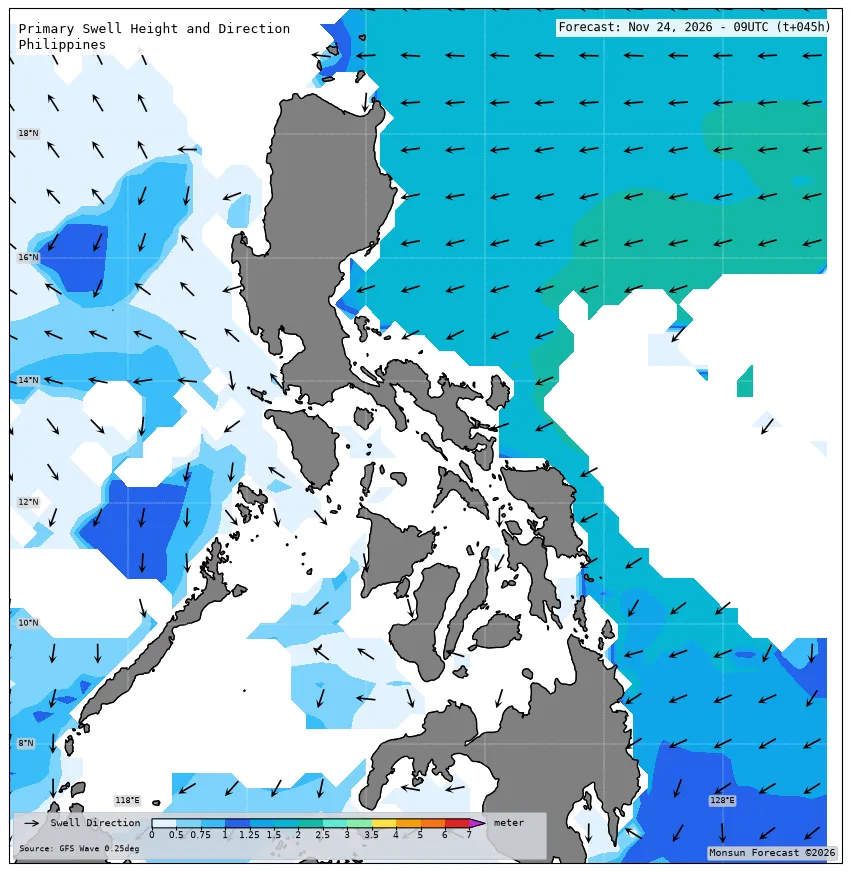 Primary Swell Height and Direction
Philippines
Forecast: Nov 24, 2026 - 09UTC (t+045h)
18°N
16°N
14°N
12°N
10°N
8°N
118°E
128°E
Swell Direction
meter
0 0.5 0.75 1 1.25 1.5 2 2.5 3 3.5 4 5 6 7
Source: GFS Wave 0.25deg
Monsun Forecast ©2026